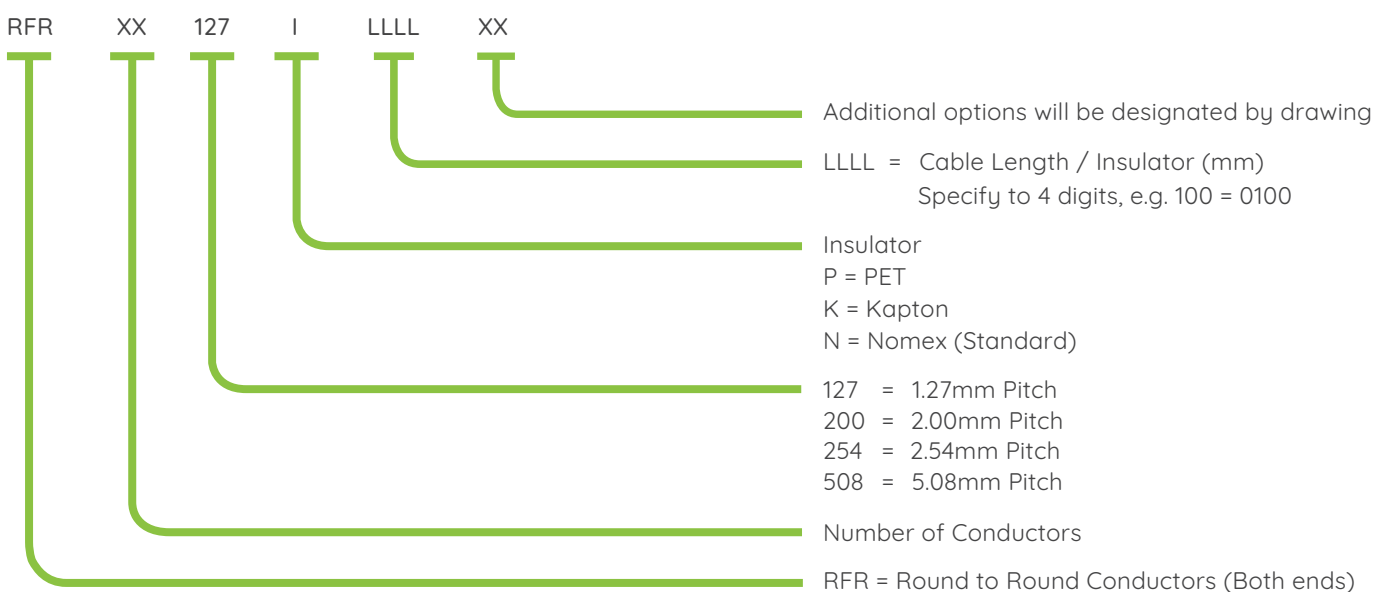 RFR XX 127 I LLLL XX
Additional options will be designated by drawing
LLLL = Cable Length / Insulator (mm)
Specify to 4 digits, e.g. 100 = 0100
Insulator
P = PET
K = Kapton
N = Nomex (Standard)
127 = 1.27mm Pitch
200 = 2.00mm Pitch
254 = 2.54mm Pitch
508 = 5.08mm Pitch
Number of Conductors
RFR = Round to Round Conductors (Both ends)